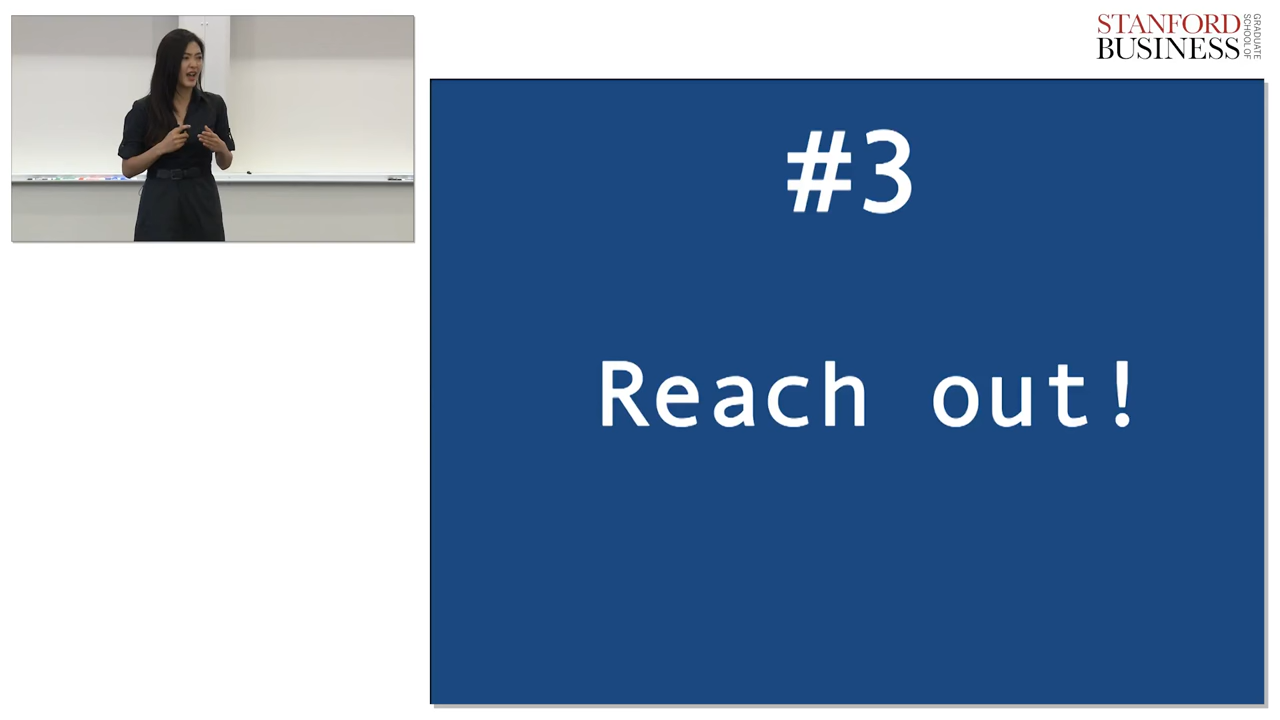 STANFORD
BUSINESS
GRADUATE
SCHOOL OF
#3
Reach out!